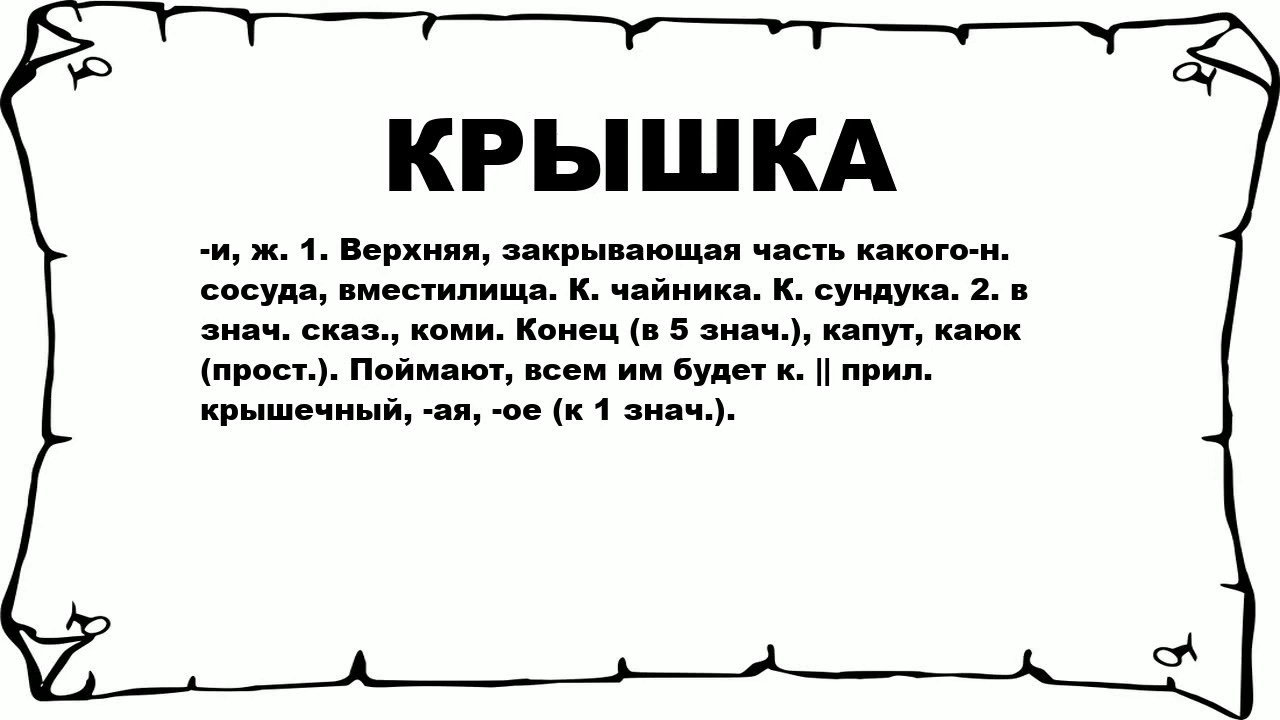 КРЫШКА
-и, ж. 1. Верхняя, закрывающая часть какого-н.
сосуда, вместилища. К. чайника. К. сундука. 2. в
знач. сказ., коми. Конец (в 5 знач.), капут, каюк
(прост.). Поймают, всем им будет к. || прил.
крышечный, -ая, -ое (к 1 знач.).